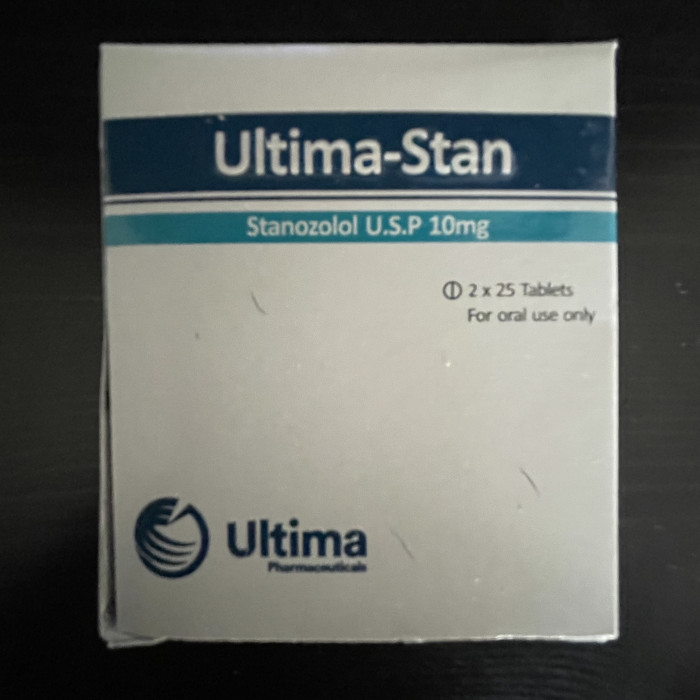 Ultima-Stan
Stanozolol U.S.P 10mg
2 x 25 Tablets
For oral use only
Ultima
Pharmaceuticals